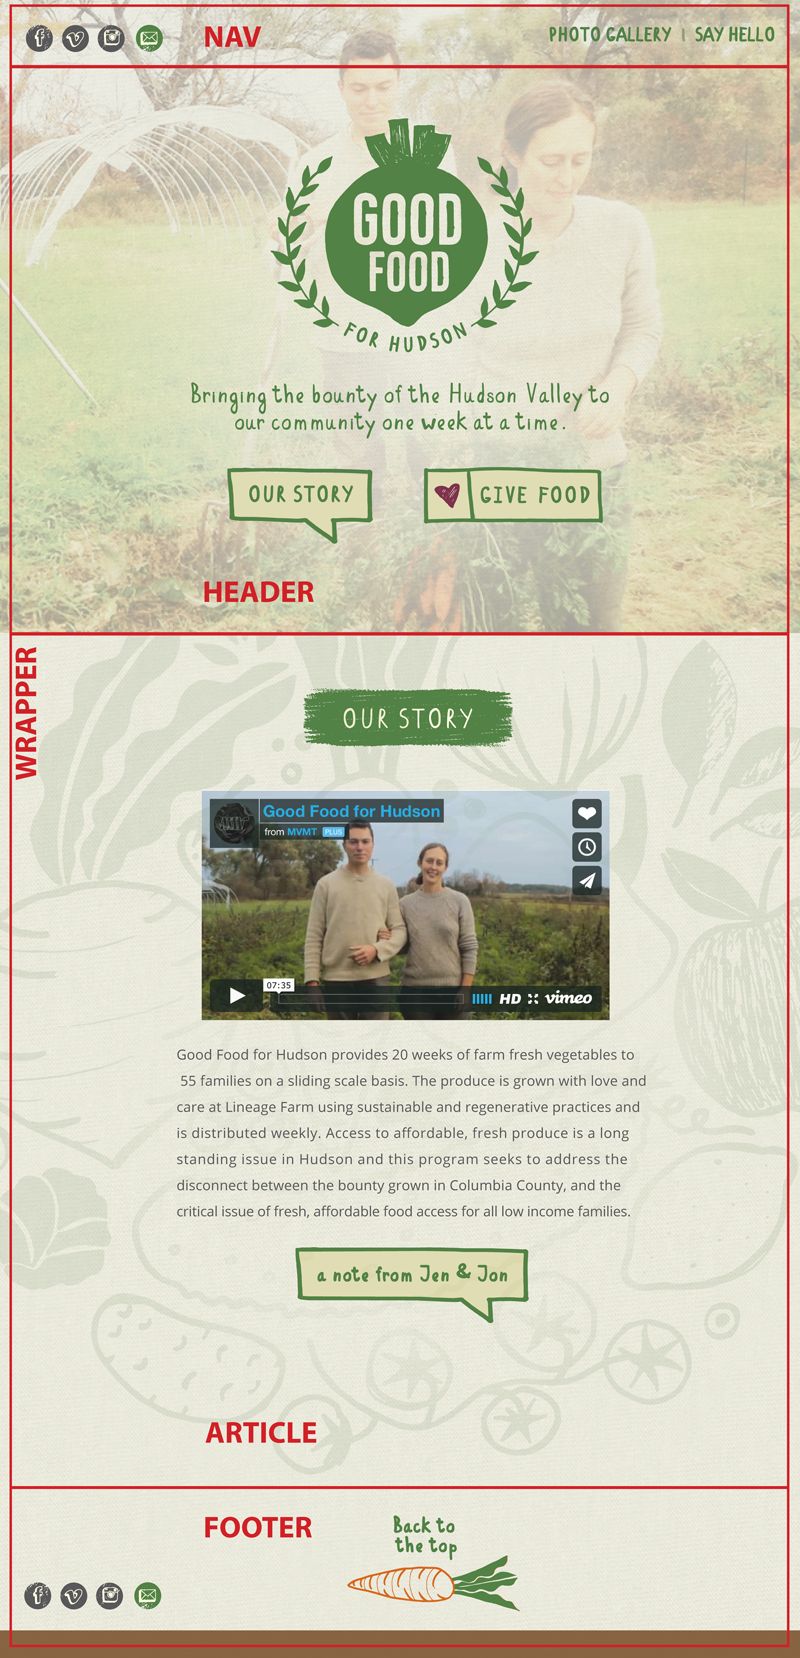 NAV
PHOTO GALLERY | SAY HELLO
GOOD
FOOD
FOR HUDSON
Bringing the bounty of the Hudson Valley to
our community one week at a time.
OUR STORY
GIVE FOOD
HEADER
WRAPPER
OUR STORY
Good Food for Hudson
from MVMT PLUS
07:35
HD vimeo
Good Food for Hudson provides 20 weeks of farm fresh vegetables to
55 families on a sliding scale basis. The produce is grown with love and
care at Lineage Farm using sustainable and regenerative practices and
is distributed weekly. Access to affordable, fresh produce is a long
standing issue in Hudson and this program seeks to address the
disconnect between the bounty grown in Columbia County, and the
critical issue of fresh, affordable food access for all low income families.
a note from Jen & Jon
ARTICLE
FOOTER
Back to
the top